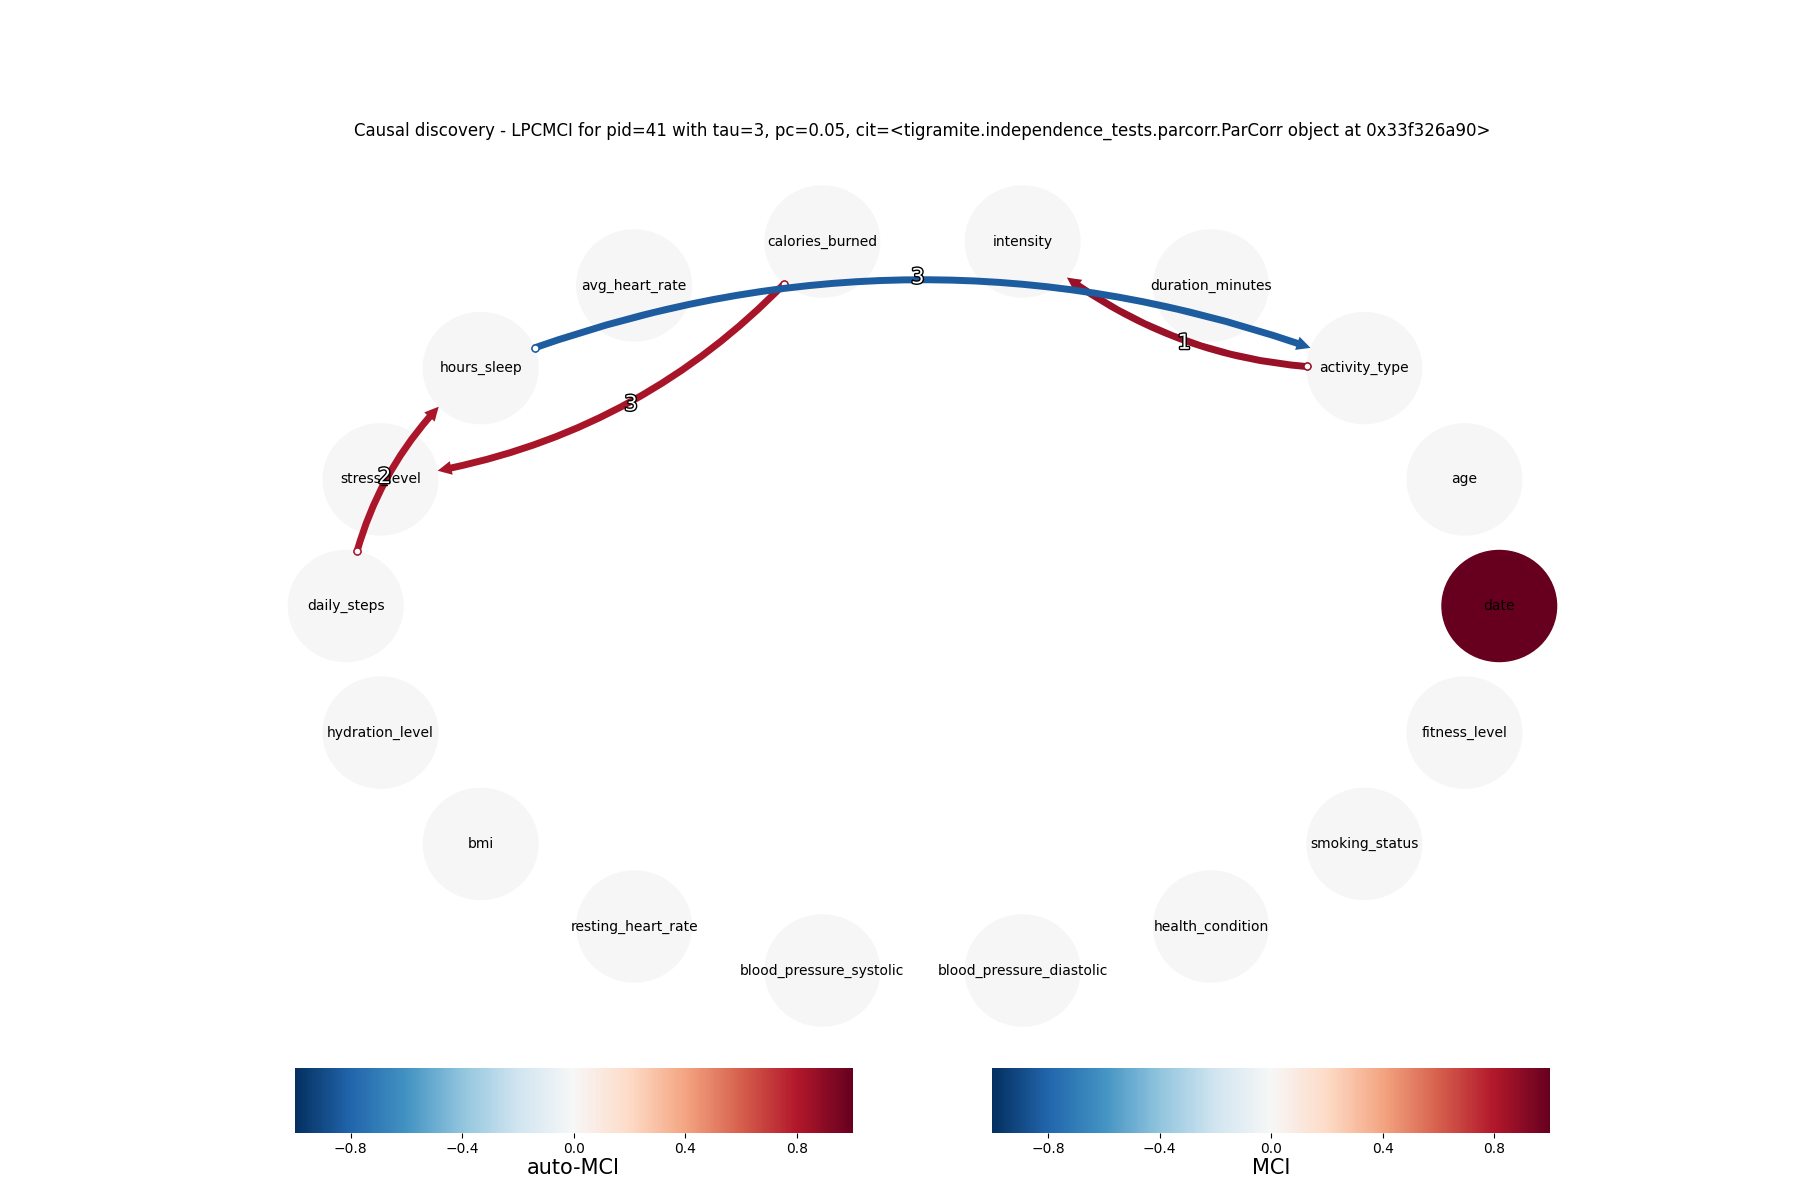 Causal discovery - LPCMCI for pid=41 with tau=3, pc=0.05, cit=<tigramite.independence_tests.parcorr.ParCorr object at 0x33f326a90>
calories_burned
intensity
avg_heart_rate
duration_minutes
3
1
hours_sleep
activity_type
3
2
stress_level
age
daily_steps
date
hydration_level
fitness_level
bmi
smoking_status
resting_heart_rate
health_condition
blood_pressure_systolic
blood_pressure_diastolic
−0.8 −0.4 0.0 0.4 0.8
auto-MCI
−0.8 −0.4 0.0 0.4 0.8
MCI